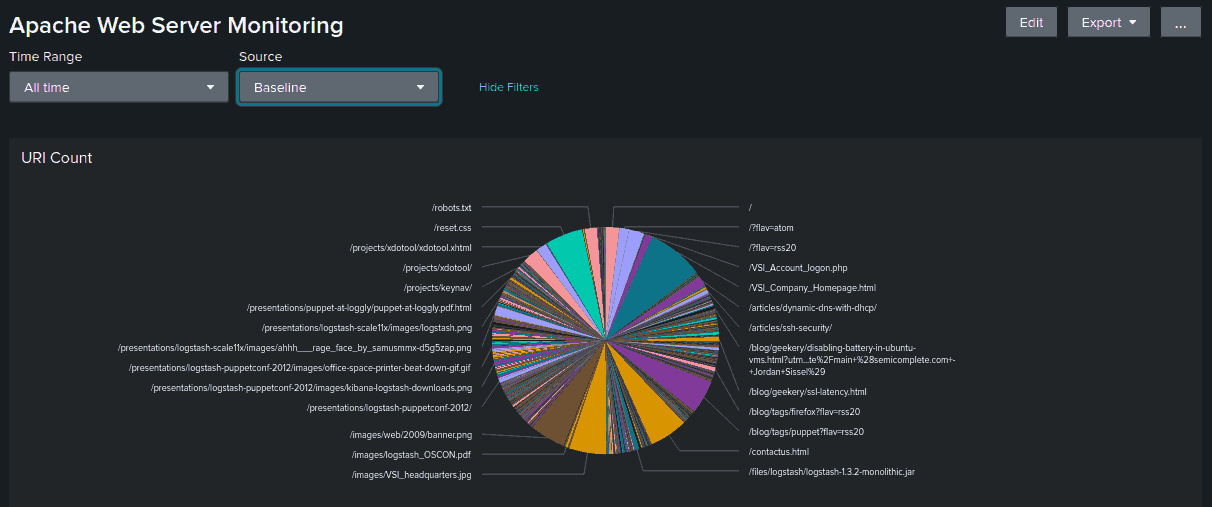 Apache Web Server Monitoring
Edit
Export
...
Time Range
Source
All time
Baseline
Hide Filters
URI Count
/robots.txt
/reset.css
/projects/xdotool/xdotool.xhtml
/projects/xdotool/
/projects/keynav/
/presentations/puppet-at-loggly/puppet-at-loggly.pdf.html
/presentations/logstash-scale11x/images/logstash.png
/presentations/logstash-scale11x/images/ahhh___rage_face_by_samusmmx-d5g5zap.png
/presentations/logstash-puppetconf-2012/images/office-space-printer-beat-down-gif.gif
/presentations/logstash-puppetconf-2012/images/kibana-logstash-downloads.png
/presentations/logstash-puppetconf-2012/
/images/web/2009/banner.png
/images/logstash_OSCON.pdf
/images/VSI_headquarters.jpg
/
/?flav=atom
/?flav=rss20
/VSI_Account_logon.php
/VSI_Company_Homepage.html
/articles/dynamic-dns-with-dhcp/
/articles/ssh-security/
/blog/geekery/disabling-battery-in-ubuntu-
vms.html?utm...te%2Fmain+%28semicomplete.com+-
+Jordan+Sissel%29
/blog/geekery/ssl-latency.html
/blog/tags/firefox?flav=rss20
/blog/tags/puppet?flav=rss20
/contactus.html
/files/logstash/logstash-1.3.2-monolithic.jar